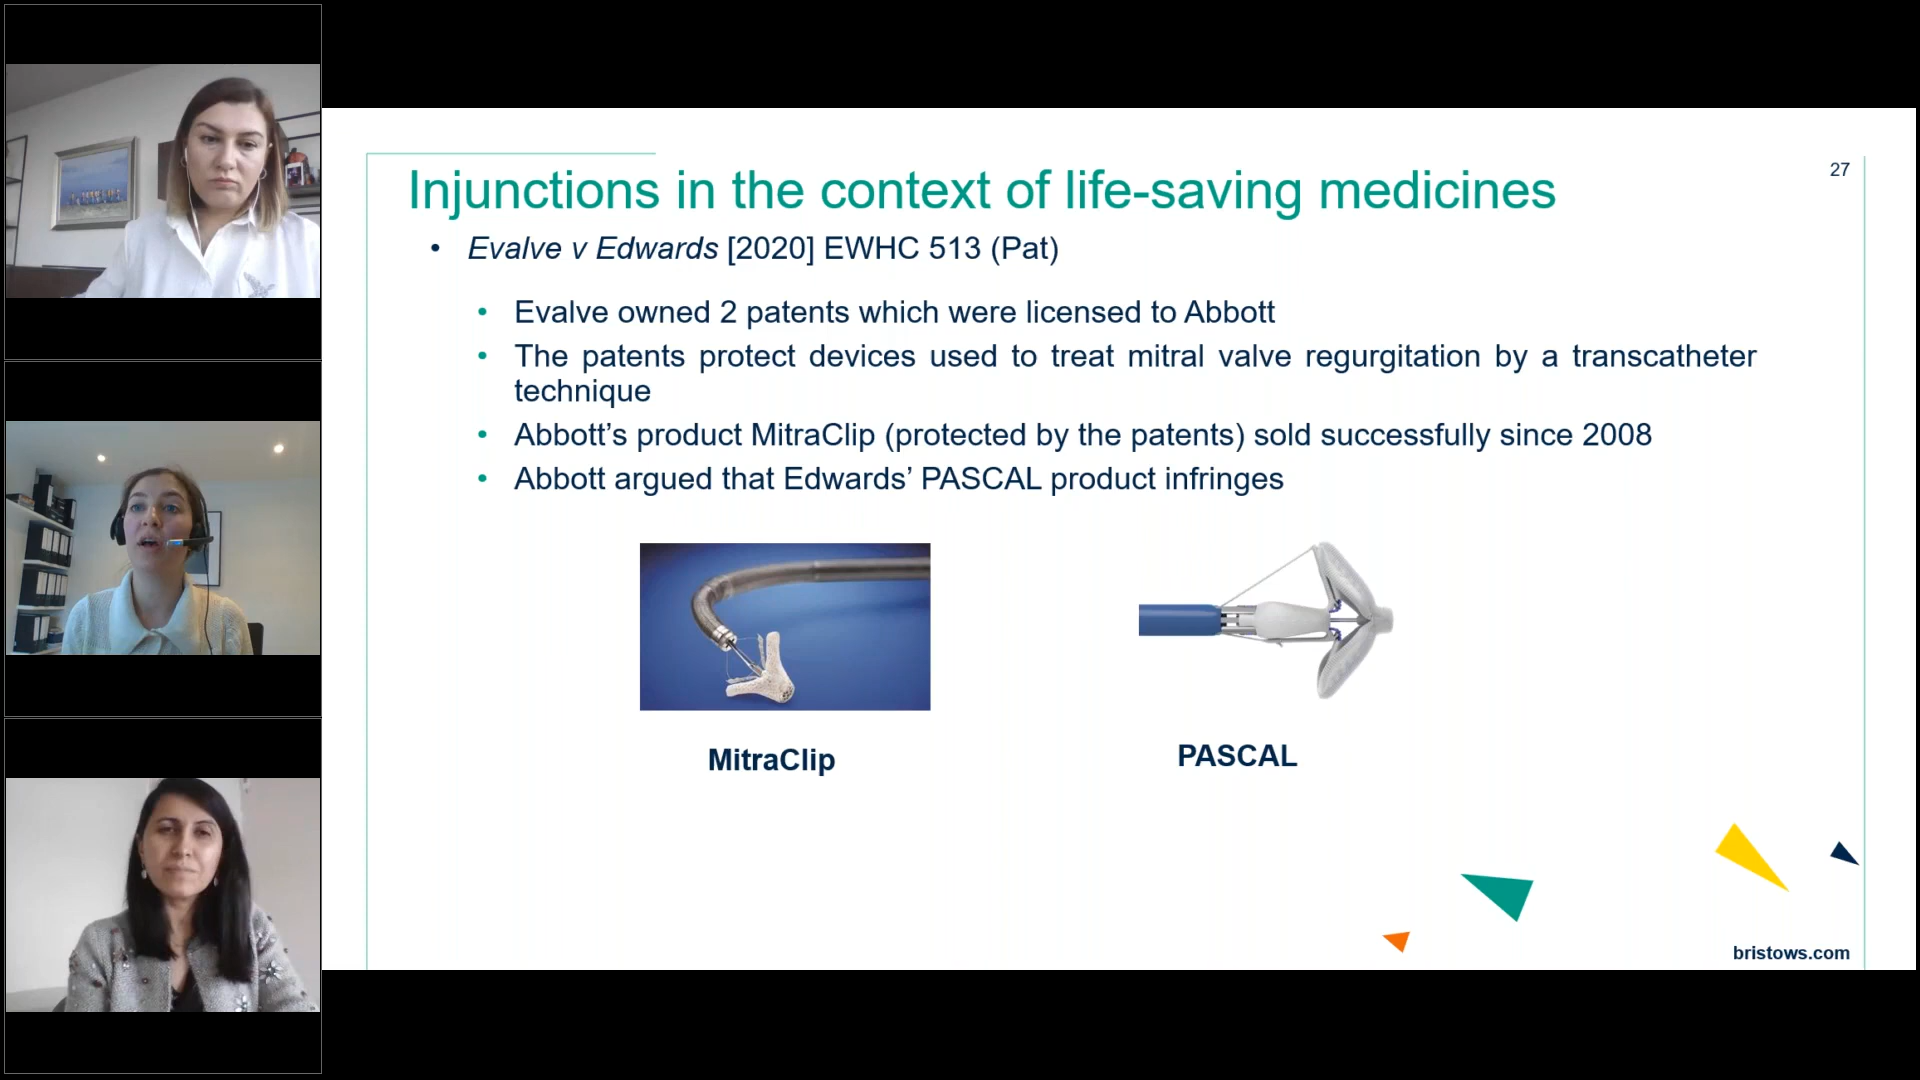 27
Injunctions in the context of life-saving medicines
• Evalve v Edwards [2020] EWHC 513 (Pat)
• Evalve owned 2 patents which were licensed to Abbott
• The patents protect devices used to treat mitral valve regurgitation by a transcatheter
technique
• Abbott’s product MitraClip (protected by the patents) sold successfully since 2008
• Abbott argued that Edwards’ PASCAL product infringes
MitraClip
PASCAL
bristows.com